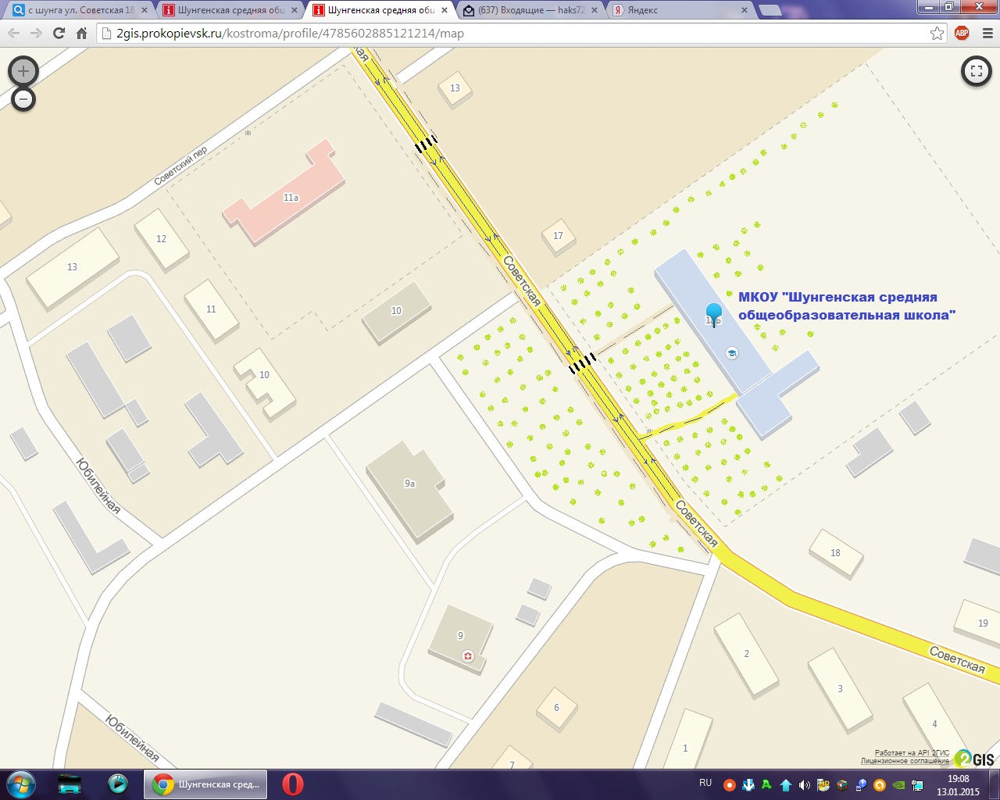 с шунга ул. Советская 18
Шунгенская средняя общ
Шунгенская средняя общ
(637) Входящие — haks72
Яндекс
2gis.prokopievsk.ru/kostroma/profile/4785602885121214/map
ABP
13
Советский пер
11а
12
17
13
Советская
11
10
МКОУ "Шунгенская средняя
общеобразовательная школа"
10
9а
Юбилейная
Советская
18
19
9
2
Советская
3
6
4
Юбилейная
1
7
Работает на API 2ГИС
Лицензионное соглашение
2GIS
Шунгенская сред...
RU
19:08
13.01.2015